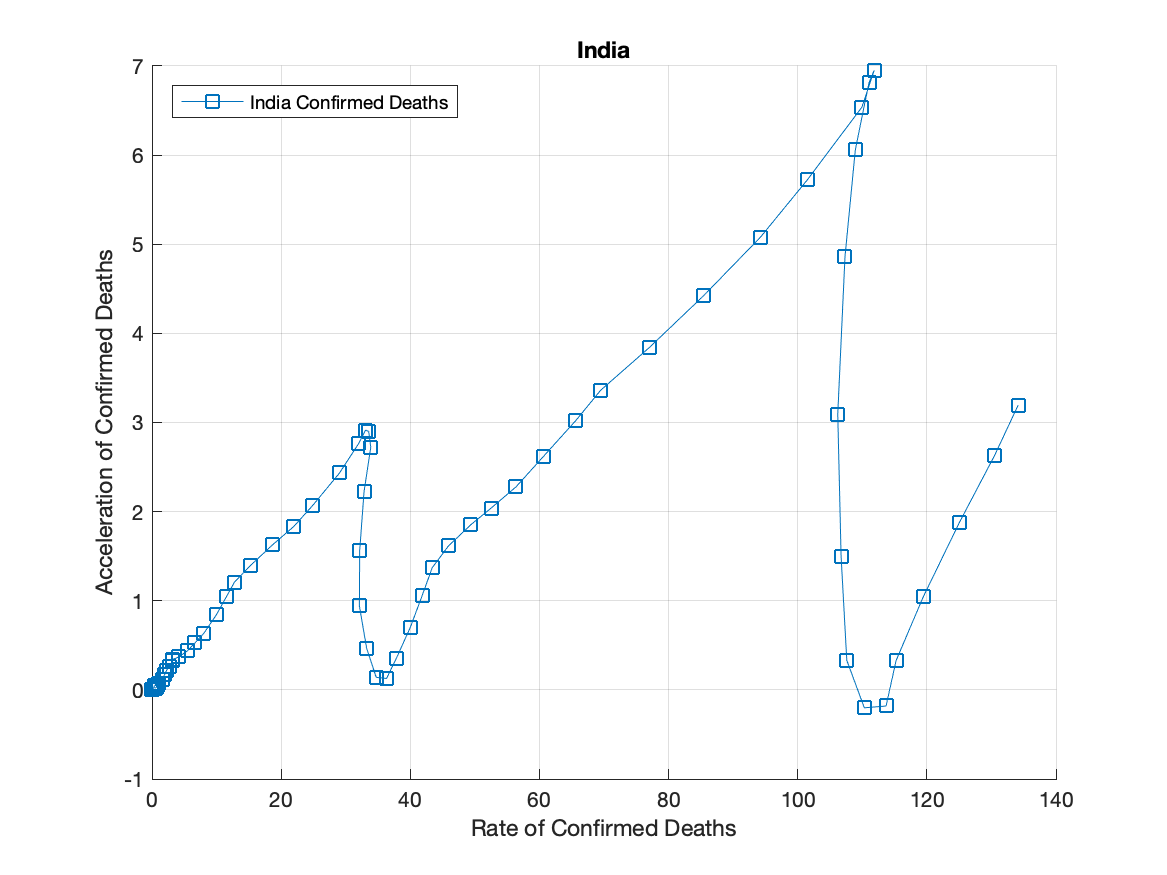 India
India Confirmed Deaths
7
6
5
4
3
2
1
0
-1
Acceleration of Confirmed Deaths
0 20 40 60 80 100 120 140
Rate of Confirmed Deaths